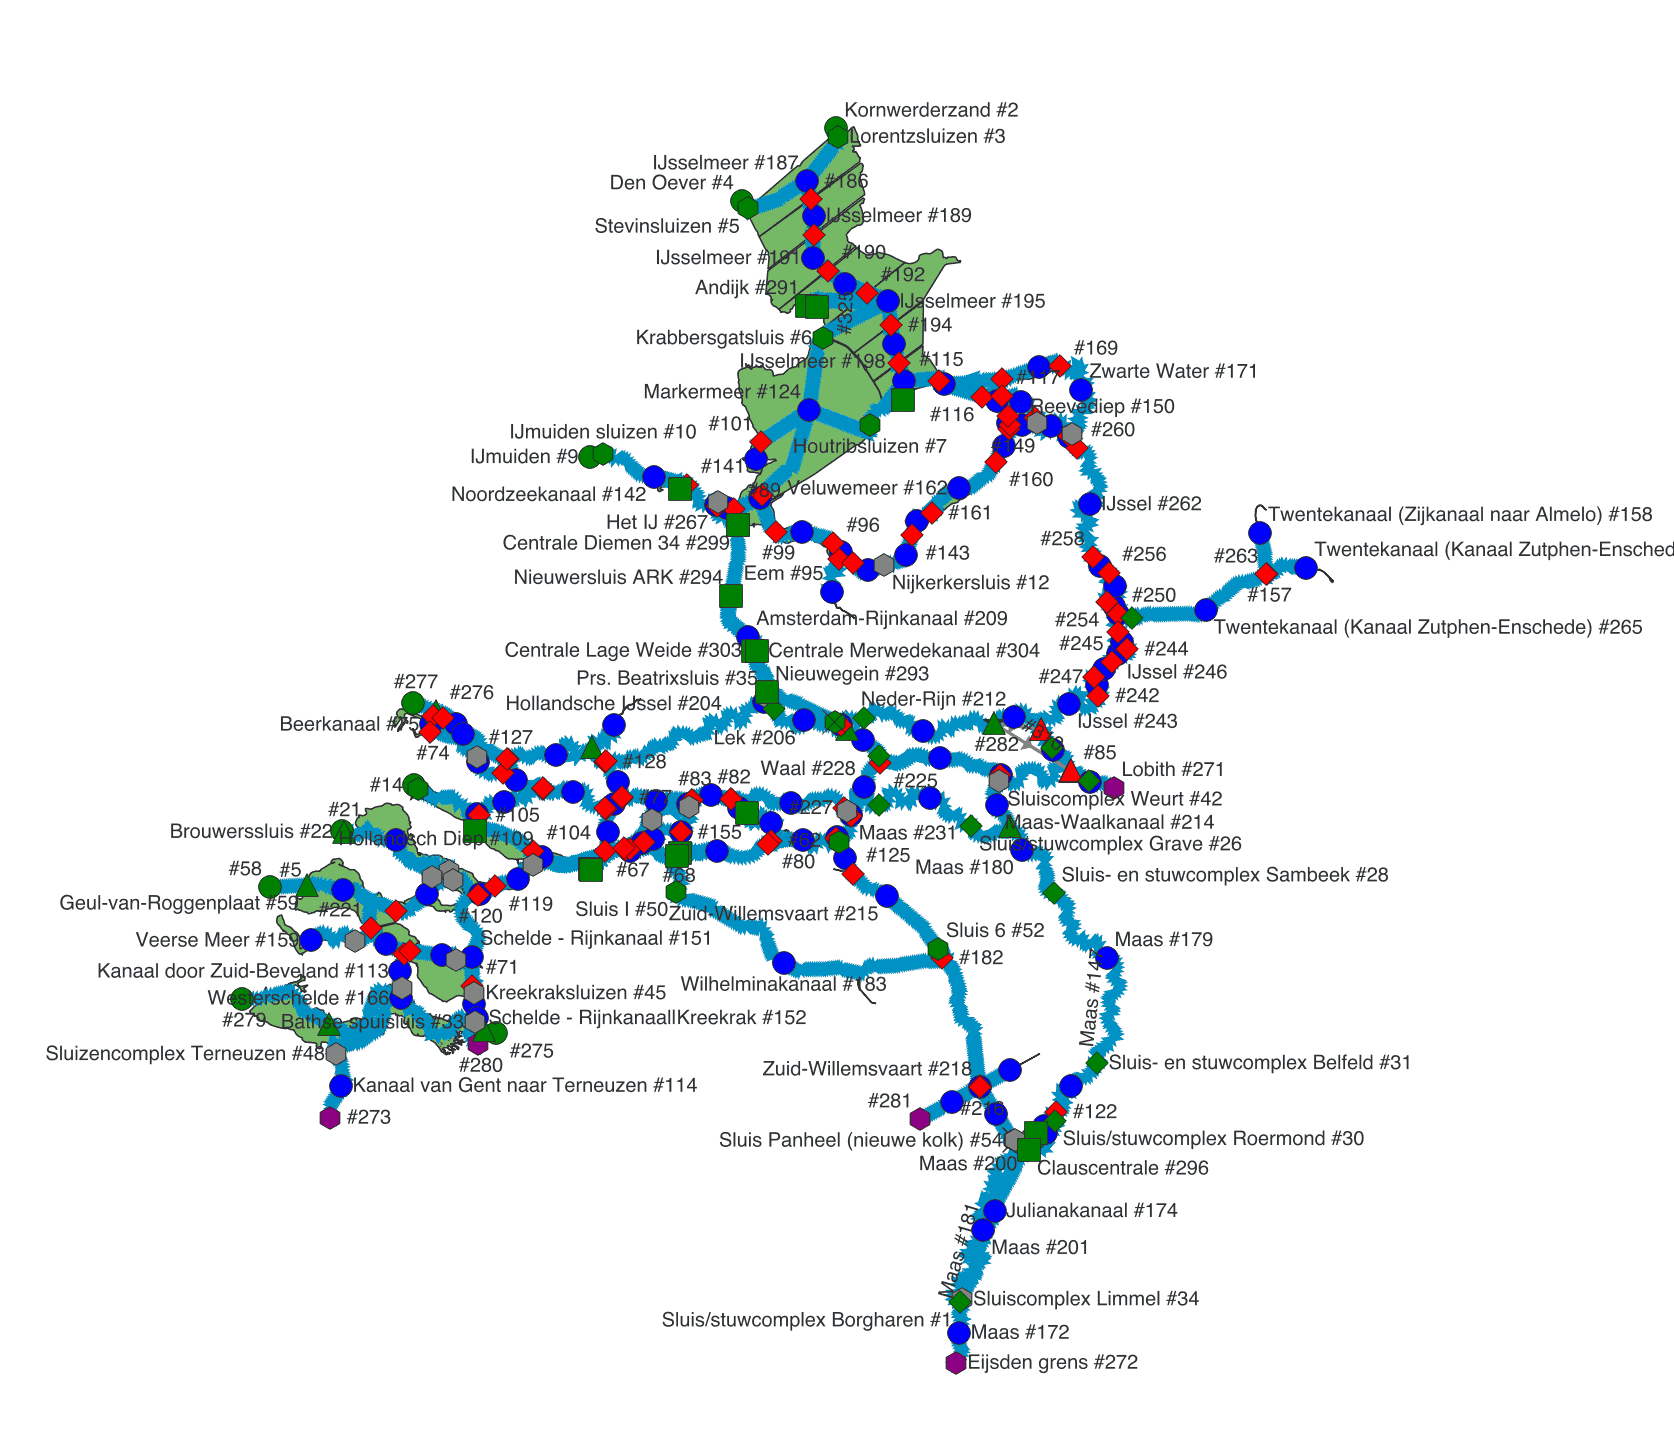 Kornwerderzand #2
Lorentzsluizen #3
IJsselmeer #187
#186
Den Oever #4
IJsselmeer #189
Stevinsluizen #5
IJsselmeer #191
#190
#192
Andijk #291
IJsselmeer #195
#325
#194
Krabbersgatsluis #6
IJsselmeer #198
#115
#169
#117
Zwarte Water #171
Markermeer #124
Reevediep #150
#116
#101
#260
IJmuiden sluizen #10
Houtribsluizen #7
#149
IJmuiden #9
#141
#160
Noordzeekanaal #142
#89
Veluwemeer #162
IJssel #262
#161
Twentekanaal (Zijkanaal naar Almelo) #158
Het IJ #267
#96
#258
Centrale Diemen 34 #299
#99
#143
#256
#263
Twentekanaal (Kanaal Zutphen-Ensched
Nieuwersluis ARK #294
Eem #95
Nijkerkersluis #12
#250
#157
Amsterdam-Rijnkanaal #209
#254
Twentekanaal (Kanaal Zutphen-Enschede) #265
Centrale Lage Weide #303
Centrale Merwedekanaal #304
#245
#244
Prs. Beatrixsluis #35
Nieuwegein #293
#247
IJssel #246
#277
#276
Hollandsche IJssel #204
Neder-Rijn #212
#242
Beerkanaal #75
#127
Lek #206
#282
IJssel #243
#74
#128
Waal #228
#85
Lobith #271
#14
#83
#82
#225
#77
Sluiscomplex Weurt #42
#21
#105
#227
Maas-Waalkanaal #214
Brouwerssluis #22
Hollandsch Diep #109
#104
#155
#62
Maas #231
Sluis/stuwcomplex Grave #26
#58
#5
#67
#68
#80
#125
Maas #180
Sluis- en stuwcomplex Sambeek #28
Geul-van-Roggenplaat #59
#221
#120
#119
Sluis I #50
Zuid-Willemsvaart #215
Sluis 6 #52
Veerse Meer #159
Schelde - Rijnkanaal #151
Maas #179
#182
Kanaal door Zuid-Beveland #113
#71
Wilhelminakanaal #183
Maas #147
Westerschelde #166
Kreekraksluizen #45
#279
Bathse spuisluis #33
Schelde - RijnkanaallKreekrak #152
Sluizencomplex Terneuzen #48
#280
#275
Sluis- en stuwcomplex Belfeld #31
Zuid-Willemsvaart #218
Kanaal van Gent naar Terneuzen #114
#273
#281
#216
#122
Sluis Panheel (nieuwe kolk) #54
Sluis/stuwcomplex Roermond #30
Maas #200
Clauscentrale #296
Julianakanaal #174
Maas #181
Maas #201
Sluiscomplex Limmel #34
Sluis/stuwcomplex Borgharen #1
Maas #172
Eijsden grens #272